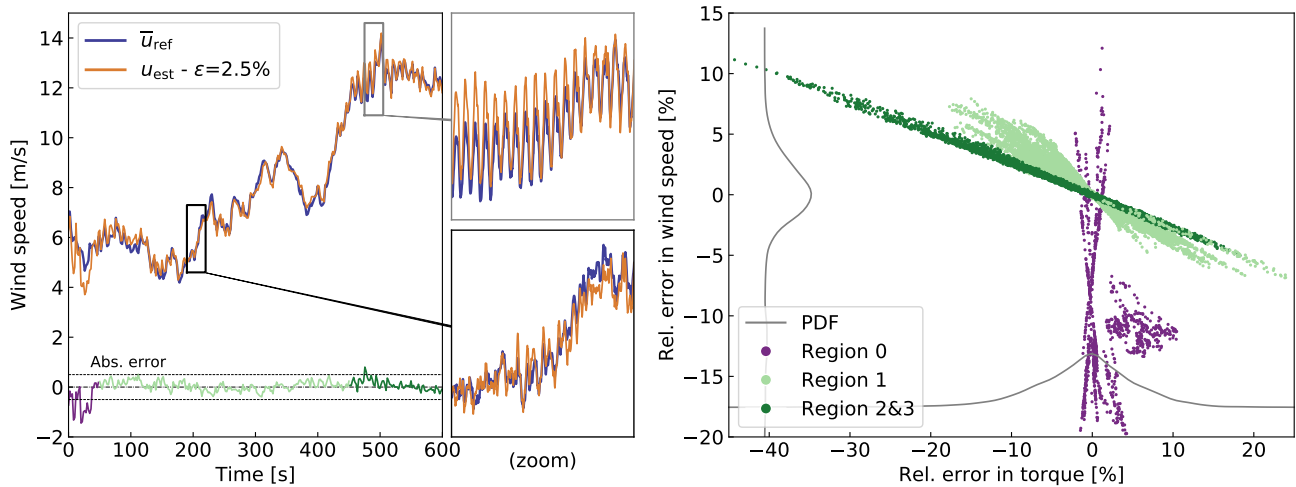 Wind speed [m/s]
14
12
10
8
6
4
2
0
−2
u̅ref
uest - ε=2.5%
Abs. error
0 100 200 300 400 500 600
Time [s]
(zoom)
Rel. error in wind speed [%]
15
10
5
0
−5
−10
−15
−20
PDF
Region 0
Region 1
Region 2&3
−40 −30 −20 −10 0 10 20
Rel. error in torque [%]